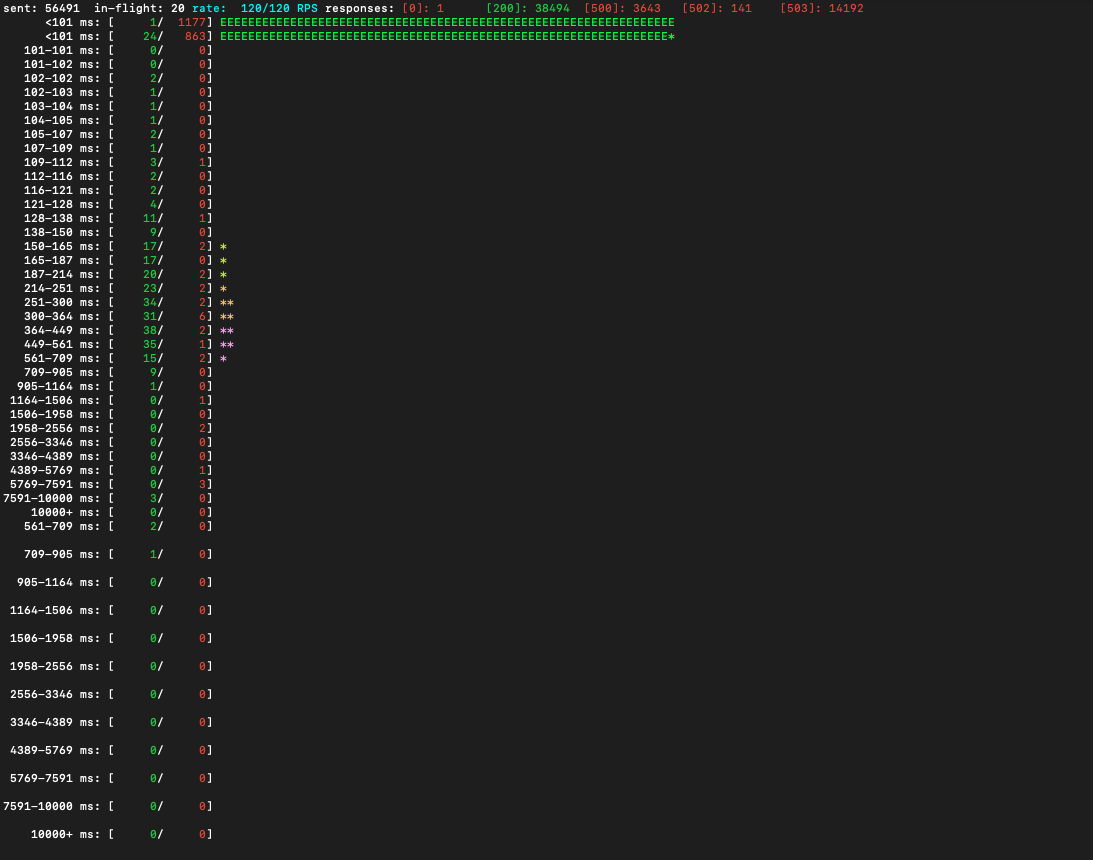 sent: 56491  in-flight: 20 rate:  120/120 RPS responses: [0]: 1      [200]: 38494  [500]: 3643   [502]: 141    [503]: 14192
<101 ms: [     1/   1177] EEEEEEEEEEEEEEEEEEEEEEEEEEEEEEEEEEEEEEEEEEEEEEEEEEEEEEEEEEEEEEEEE
<101 ms: [    24/    863] EEEEEEEEEEEEEEEEEEEEEEEEEEEEEEEEEEEEEEEEEEEEEEEEEEEEEEEEEEEEEEEE*
101-101 ms: [     0/      0]
101-102 ms: [     0/      0]
102-102 ms: [     2/      0]
102-103 ms: [     1/      0]
103-104 ms: [     1/      0]
104-105 ms: [     1/      0]
105-107 ms: [     2/      0]
107-109 ms: [     1/      0]
109-112 ms: [     3/      1]
112-116 ms: [     2/      0]
116-121 ms: [     2/      0]
121-128 ms: [     4/      0]
128-138 ms: [    11/      1]
138-150 ms: [     9/      0]
150-165 ms: [    17/      2] *
165-187 ms: [    17/      0] *
187-214 ms: [    20/      2] *
214-251 ms: [    23/      2] *
251-300 ms: [    34/      2] **
300-364 ms: [    31/      6] **
364-449 ms: [    38/      2] **
449-561 ms: [    35/      1] **
561-709 ms: [    15/      2] *
709-905 ms: [     9/      0]
905-1164 ms: [     1/      0]
1164-1506 ms: [     0/      1]
1506-1958 ms: [     0/      0]
1958-2556 ms: [     0/      2]
2556-3346 ms: [     0/      0]
3346-4389 ms: [     0/      0]
4389-5769 ms: [     0/      1]
5769-7591 ms: [     0/      3]
7591-10000 ms: [     3/      0]
10000+ ms: [     0/      0]
561-709 ms: [     2/      0]
709-905 ms: [     1/      0]
905-1164 ms: [     0/      0]
1164-1506 ms: [     0/      0]
1506-1958 ms: [     0/      0]
1958-2556 ms: [     0/      0]
2556-3346 ms: [     0/      0]
3346-4389 ms: [     0/      0]
4389-5769 ms: [     0/      0]
5769-7591 ms: [     0/      0]
7591-10000 ms: [     0/      0]
10000+ ms: [     0/      0]